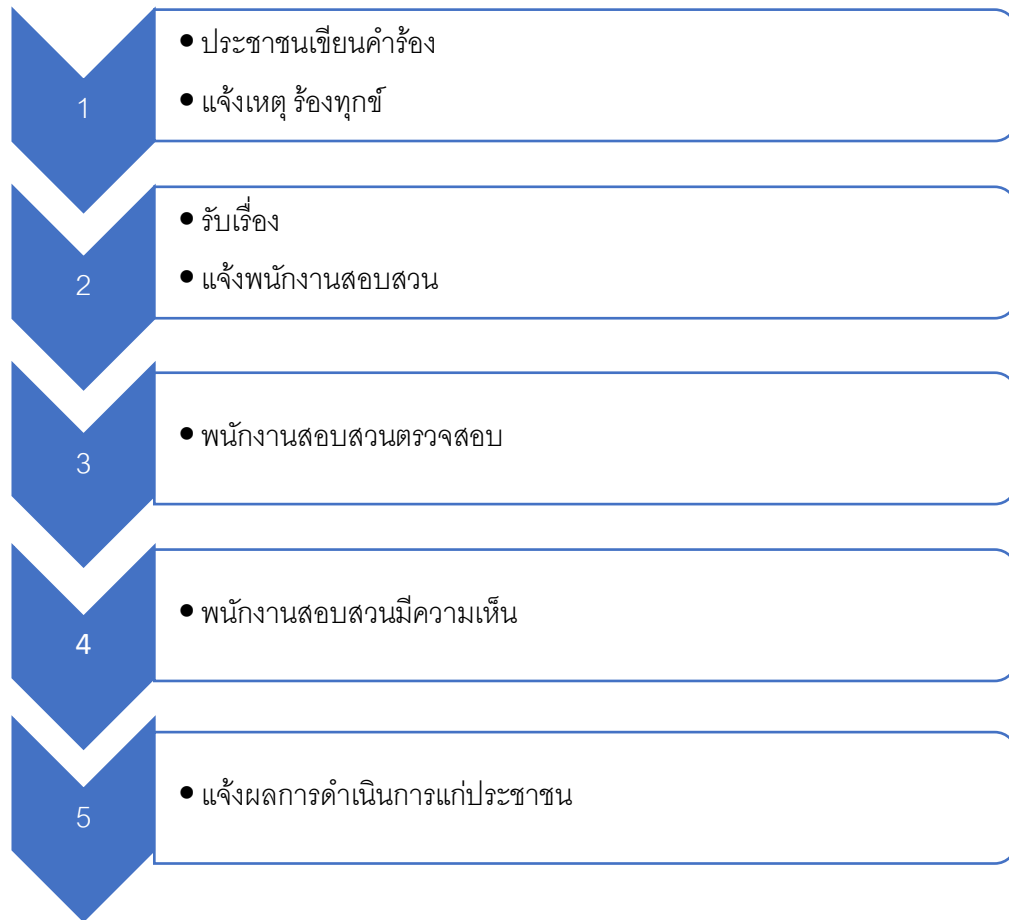 1
• ประชาชนเขียนคำร้อง
• แจ้งเหตุ ร้องทุกข์
2
• รับเรื่อง
• แจ้งพนักงานสอบสวน
3
• พนักงานสอบสวนตรวจสอบ
4
• พนักงานสอบสวนมีความเห็น
5
• แจ้งผลการดำเนินการแก่ประชาชน